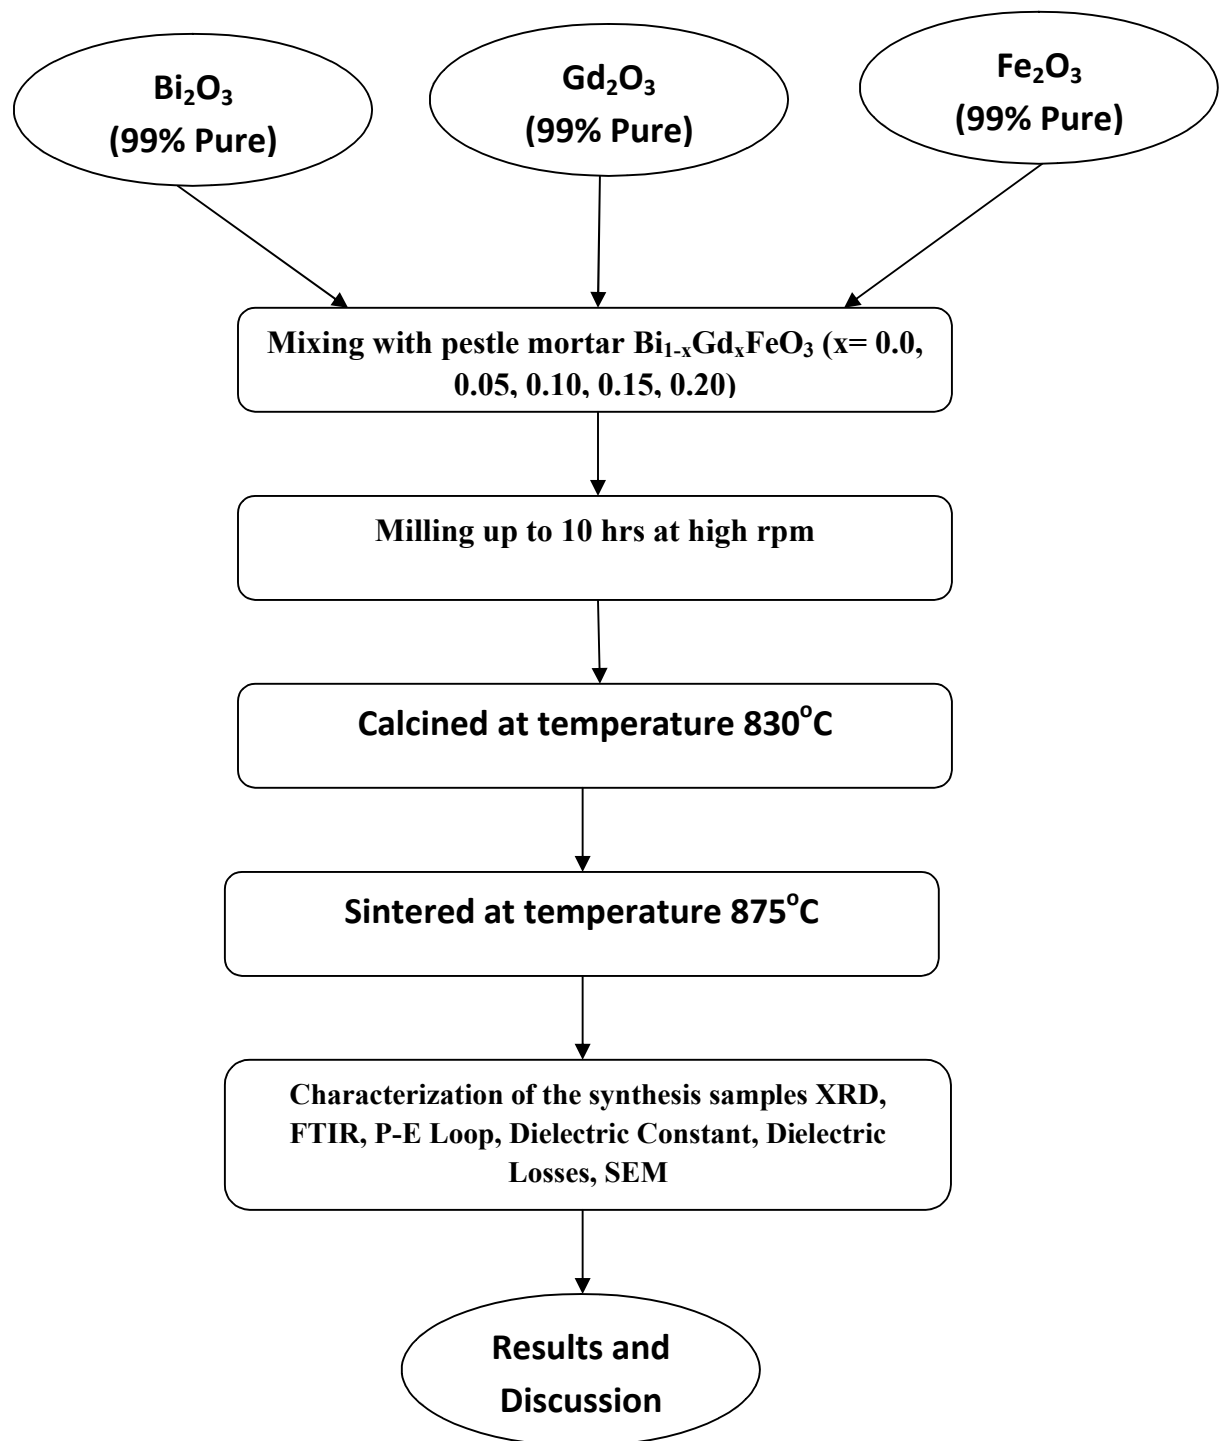 Bi₂O₃
(99% Pure)
Gd₂O₃
(99% Pure)
Fe₂O₃
(99% Pure)
Mixing with pestle mortar Bi₁₋ₓGdₓFeO₃ (x= 0.0,
0.05, 0.10, 0.15, 0.20)
Milling up to 10 hrs at high rpm
Calcined at temperature 830°C
Sintered at temperature 875°C
Characterization of the synthesis samples XRD,
FTIR, P-E Loop, Dielectric Constant, Dielectric
Losses, SEM
Results and
Discussion